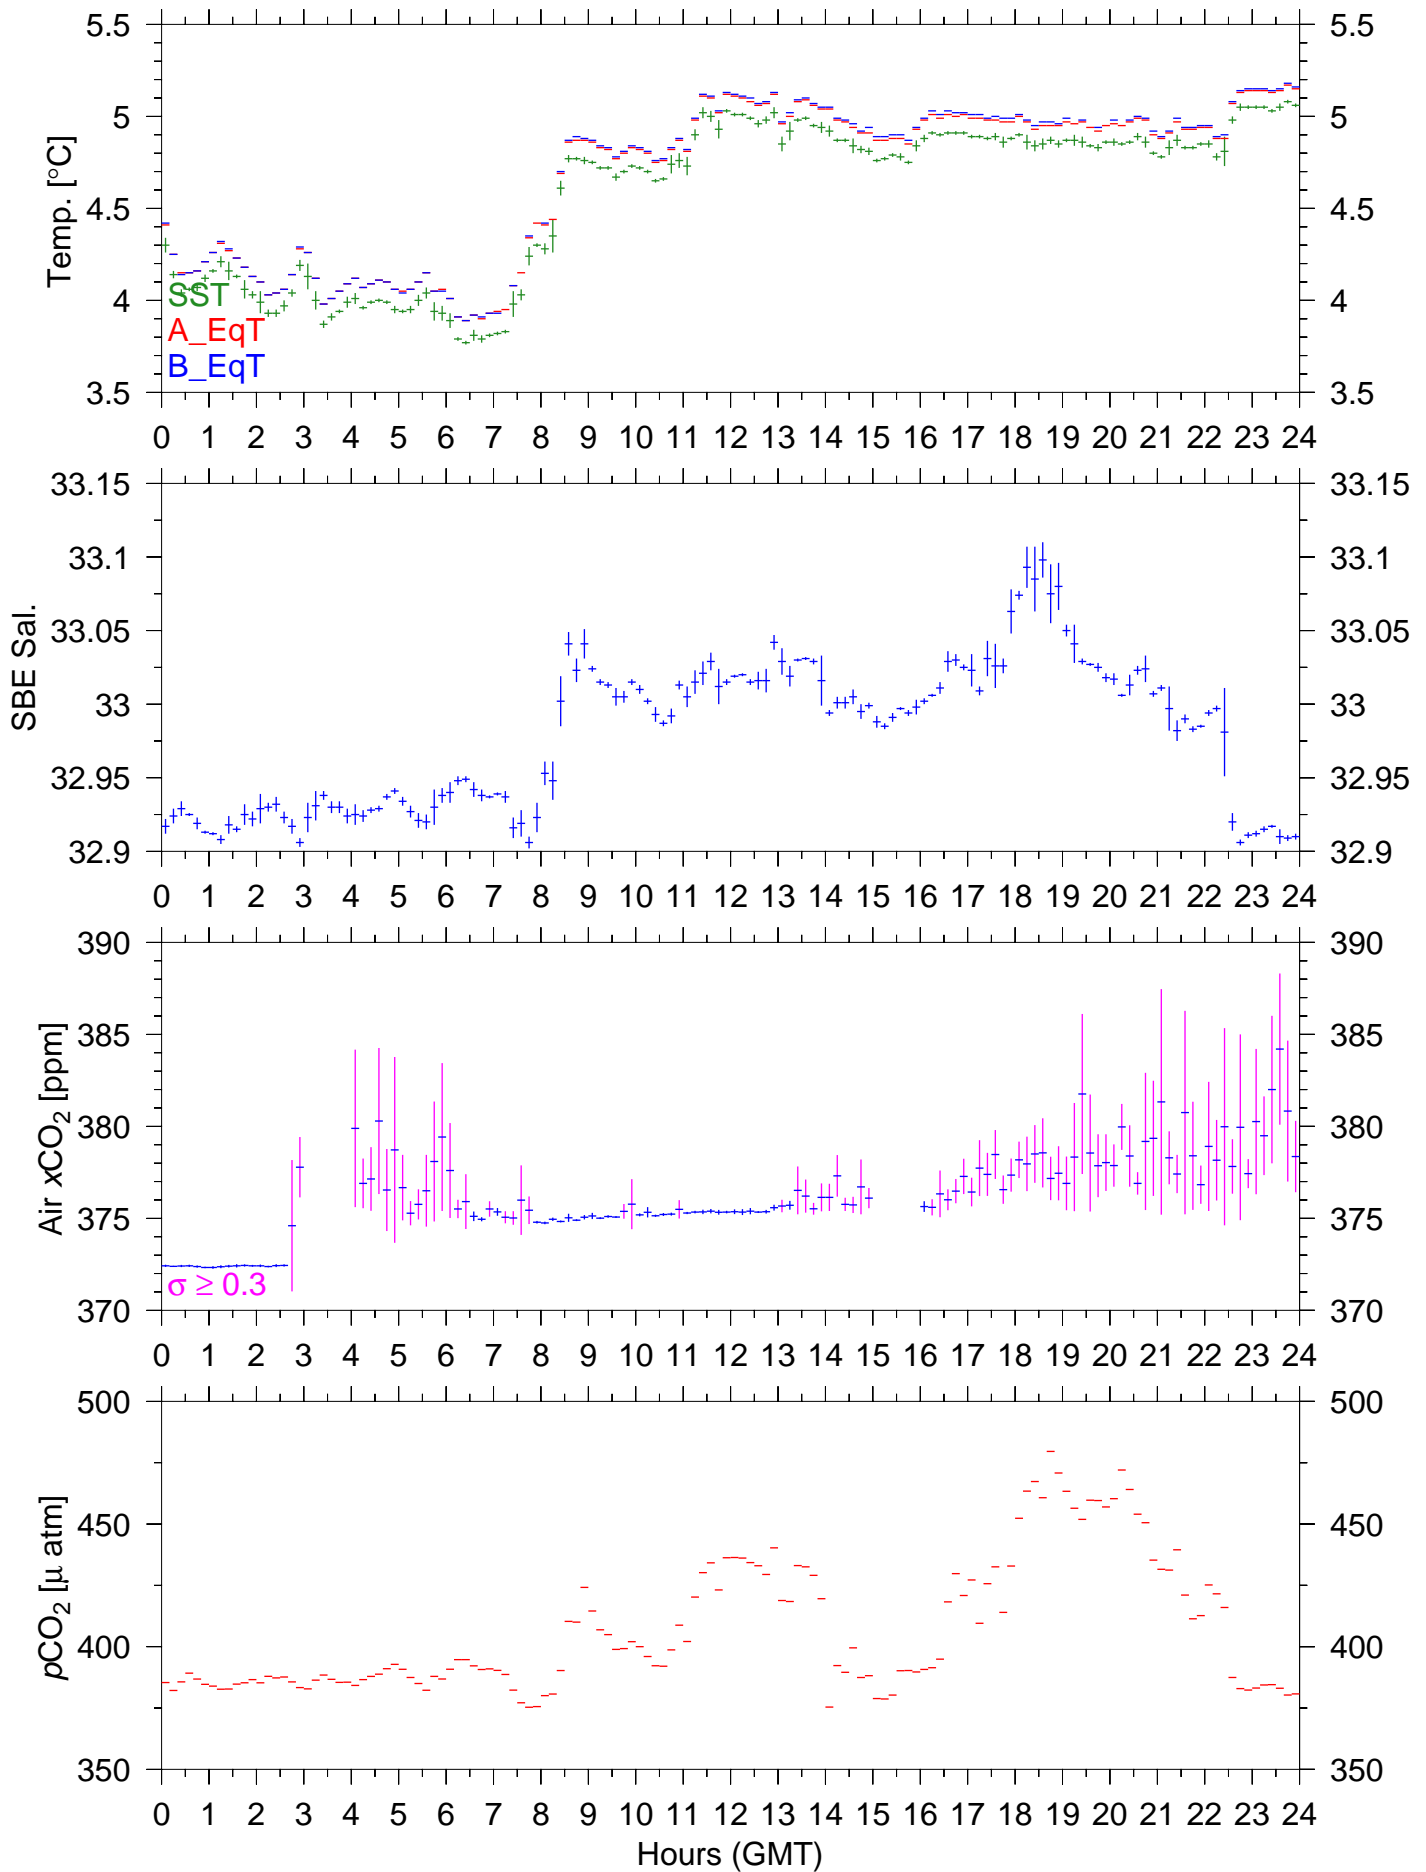 5.5 5.5
5 5
4.5 4.5
4 4
3.5 3.5
Temp. [°C]
SST
A_EqT
B_EqT
0 1 2 3 4 5 6 7 8 9 10 11 12 13 14 15 16 17 18 19 20 21 22 23 24
33.15 33.15
33.1 33.1
33.05 33.05
33 33
32.95 32.95
32.9 32.9
SBE Sal.
0 1 2 3 4 5 6 7 8 9 10 11 12 13 14 15 16 17 18 19 20 21 22 23 24
390 390
385 385
380 380
375 375
370 370
Air xCO₂ [ppm]
σ ≥ 0.3
0 1 2 3 4 5 6 7 8 9 10 11 12 13 14 15 16 17 18 19 20 21 22 23 24
500 500
450 450
400 400
350 350
pCO₂ [μ atm]
0 1 2 3 4 5 6 7 8 9 10 11 12 13 14 15 16 17 18 19 20 21 22 23 24
Hours (GMT)